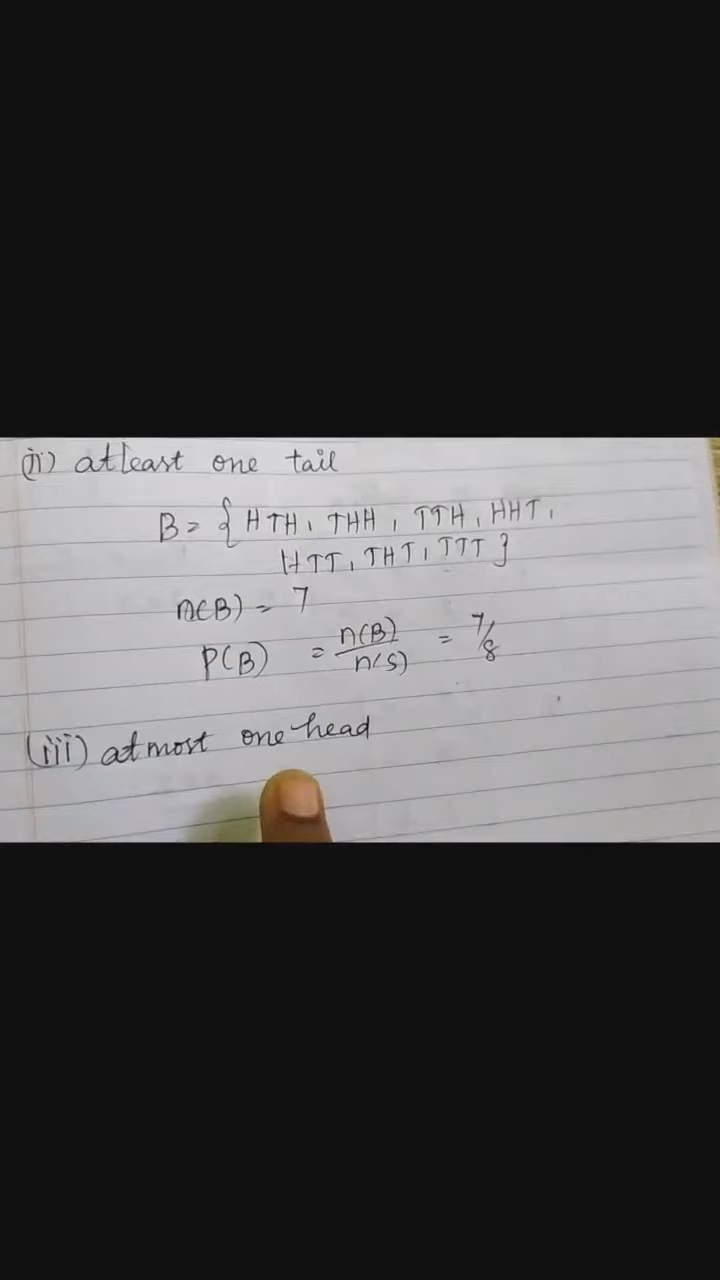 (ii) atleast one tail
B = { HTH, THH, TTH, HHT,
HTT, THT, TTT }
n(B) = 7
P(B) = n(B)/n(S) = 7/8
(iii) atmost one head